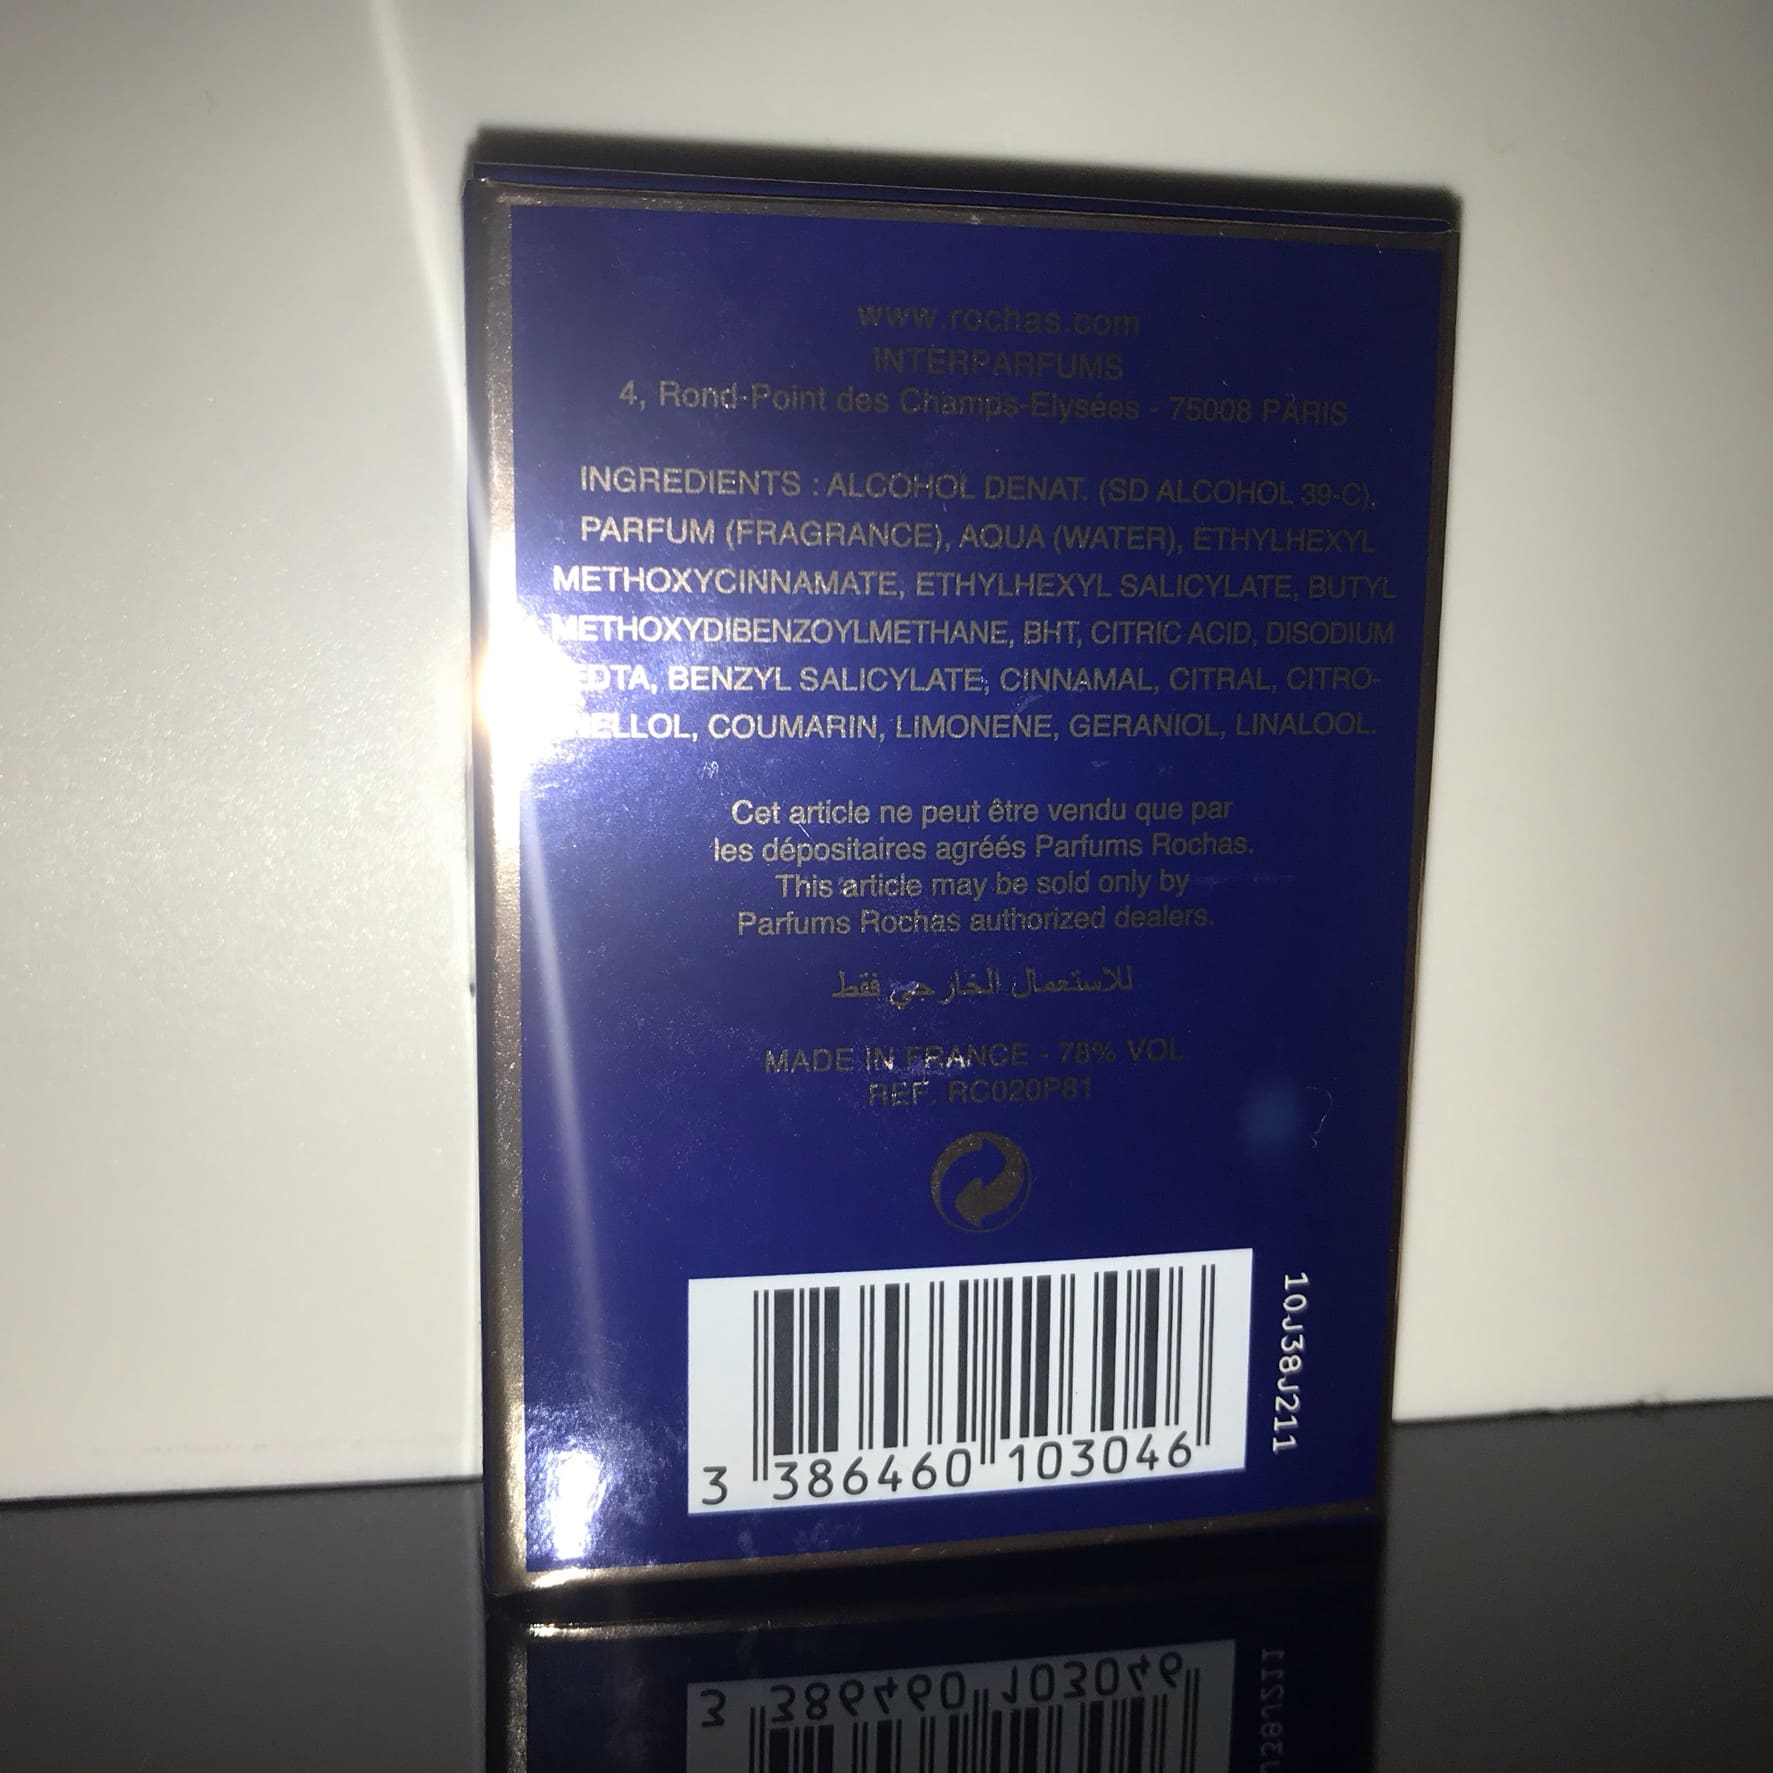 www.rochas.com
INTERPARFUMS
4, Rond-Point des Champs-Elysées - 75008 PARIS
INGREDIENTS : ALCOHOL DENAT. (SD ALCOHOL 39-C),
PARFUM (FRAGRANCE), AQUA (WATER), ETHYLHEXYL
METHOXYCINNAMATE, ETHYLHEXYL SALICYLATE, BUTYL
METHOXYDIBENZOYLMETHANE, BHT, CITRIC ACID, DISODIUM
EDTA, BENZYL SALICYLATE, CINNAMAL, CITRAL, CITRO-
NELLOL, COUMARIN, LIMONENE, GERANIOL, LINALOOL.
Cet article ne peut être vendu que par
les dépositaires agréés Parfums Rochas.
This article may be sold only by
Parfums Rochas authorized dealers.
للاستعمال الخارجي فقط
MADE IN FRANCE - 78% VOL.
REF. RC020P81
3 386460 103046
10J38J211